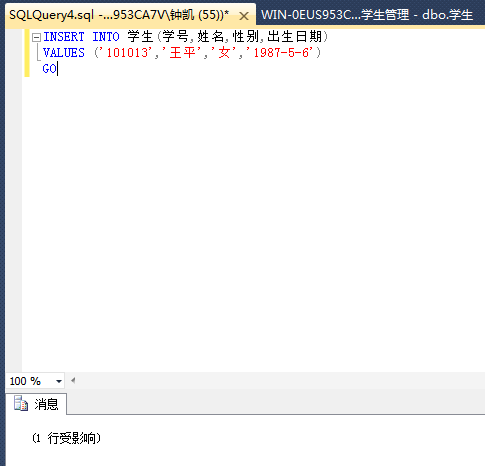 SQLQuery4.sql -...953CA7V\钟凯 (55))* WIN-0EUS953C...学生管理 - dbo.学生
INSERT INTO 学生(学号,姓名,性别,出生日期)
VALUES ('101013','王平','女','1987-5-6')
GO
100 %
消息
(1 行受影响)